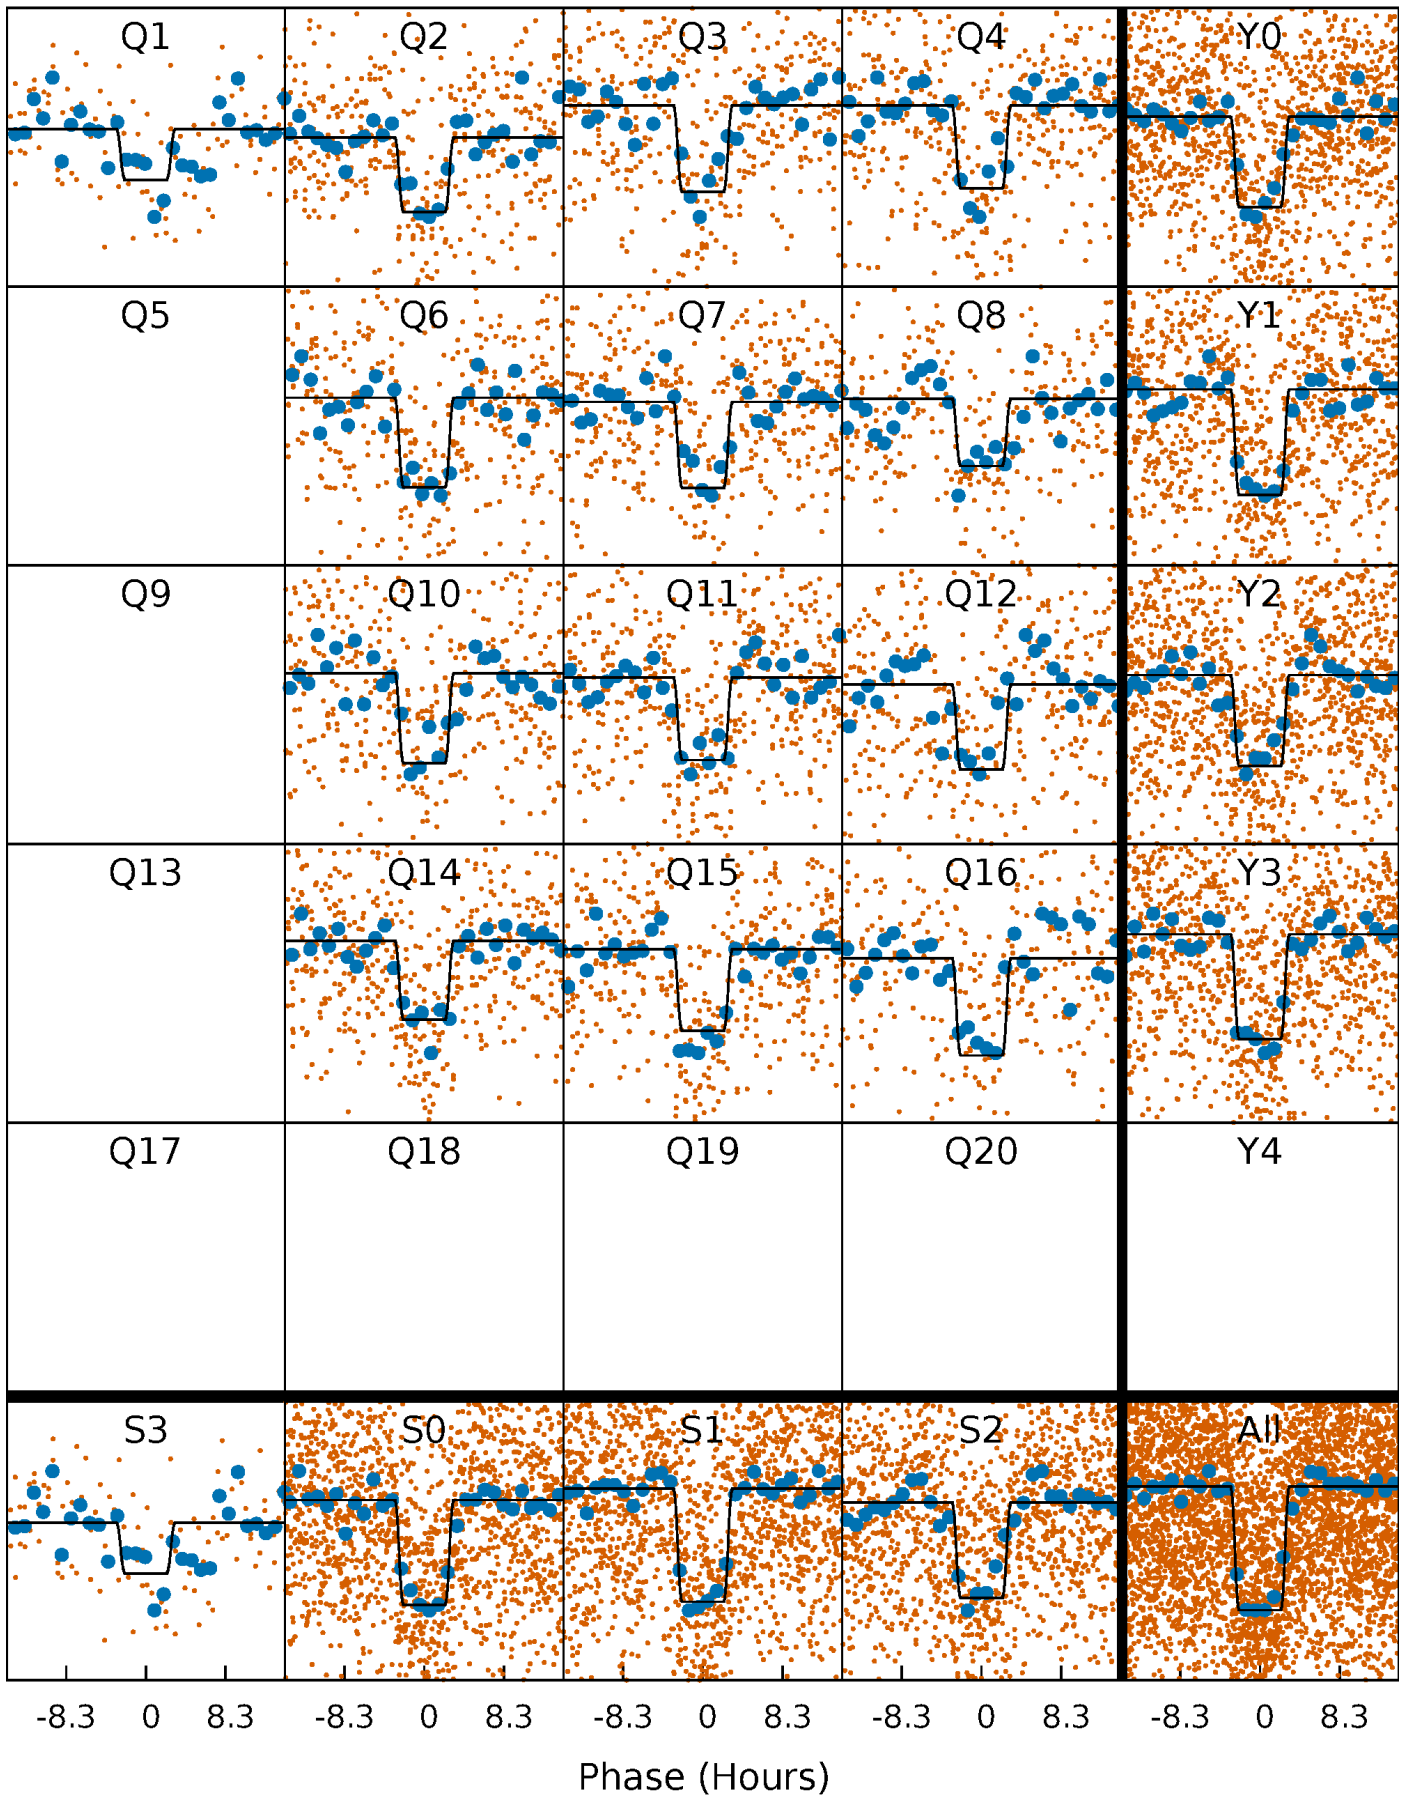 Q1 Q2 Q3 Q4 Y0
Q5 Q6 Q7 Q8 Y1
Q9 Q10 Q11 Q12 Y2
Q13 Q14 Q15 Q16 Y3
Q17 Q18 Q19 Q20 Y4
S3 S0 S1 S2 All
-8.3 0 8.3 -8.3 0 8.3 -8.3 0 8.3 -8.3 0 8.3 -8.3 0 8.3
Phase (Hours)